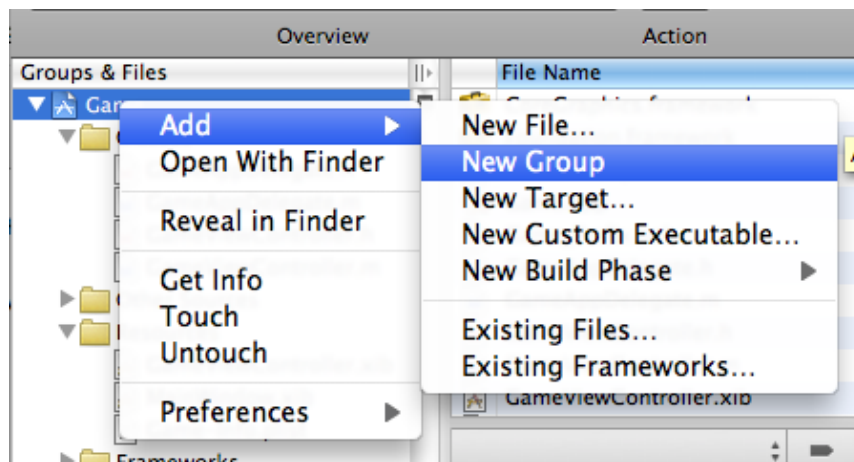 Overview Action
Groups & Files File Name
Add
Open With Finder
Reveal in Finder
Get Info
Touch
Untouch
Preferences
New File...
New Group
New Target...
New Custom Executable...
New Build Phase
Existing Files...
Existing Frameworks...
GameViewController.xib
Frameworks